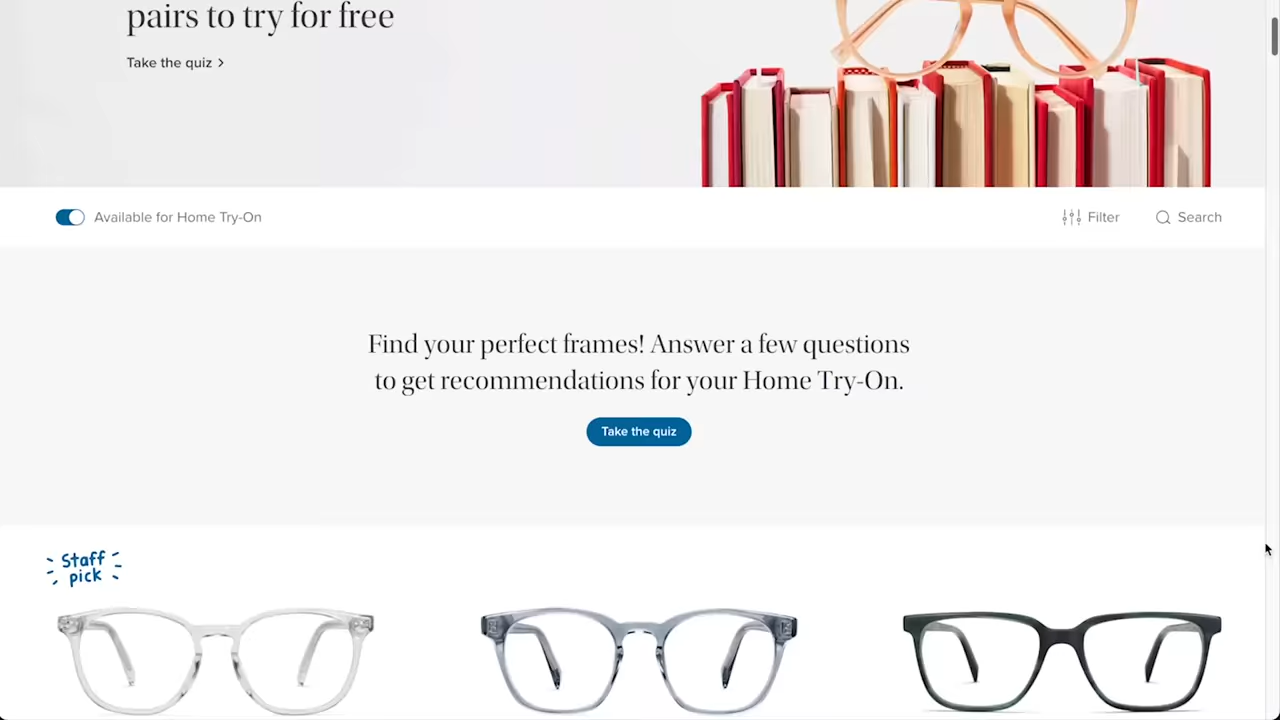 pairs to try for free
Take the quiz >
Available for Home Try-On
Filter
Search
Find your perfect frames! Answer a few questions
to get recommendations for your Home Try-On.
Take the quiz
Staff
pick